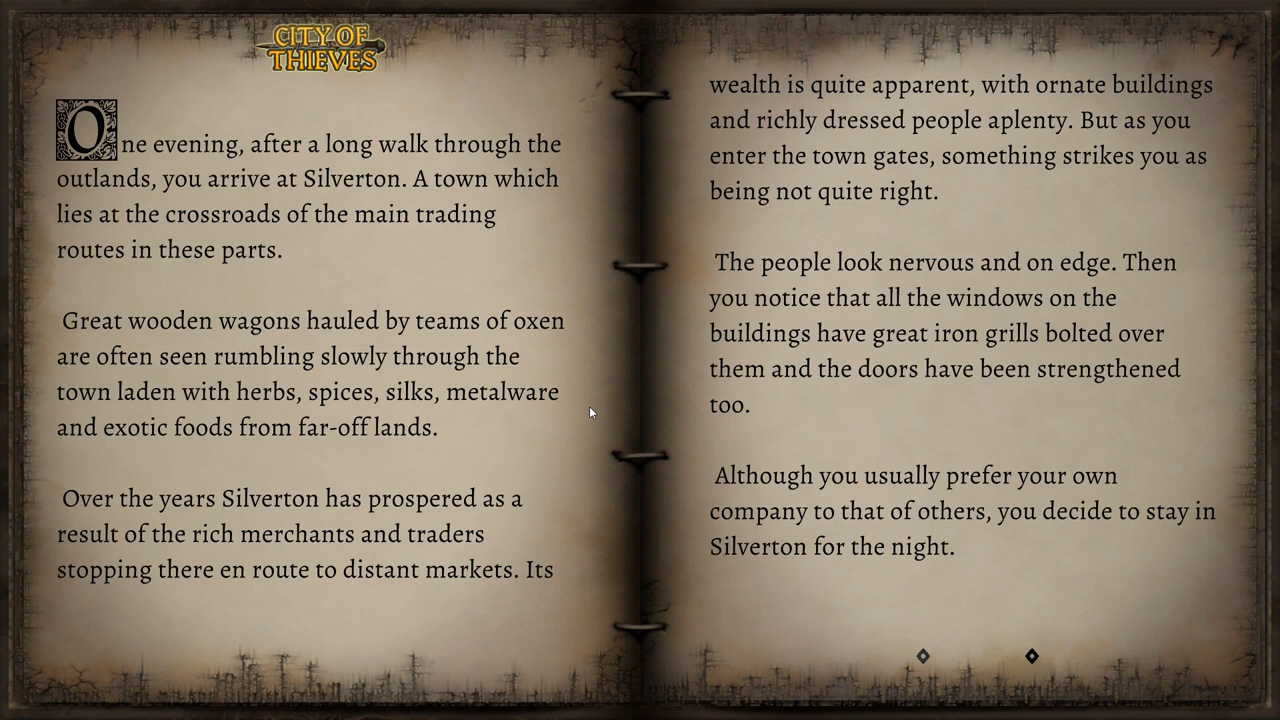 CITY OF
THIEVES
One evening, after a long walk through the
outlands, you arrive at Silverton. A town which
lies at the crossroads of the main trading
routes in these parts.
Great wooden wagons hauled by teams of oxen
are often seen rumbling slowly through the
town laden with herbs, spices, silks, metalware
and exotic foods from far-off lands.
Over the years Silverton has prospered as a
result of the rich merchants and traders
stopping there en route to distant markets. Its
wealth is quite apparent, with ornate buildings
and richly dressed people aplenty. But as you
enter the town gates, something strikes you as
being not quite right.
The people look nervous and on edge. Then
you notice that all the windows on the
buildings have great iron grills bolted over
them and the doors have been strengthened
too.
Although you usually prefer your own
company to that of others, you decide to stay in
Silverton for the night.